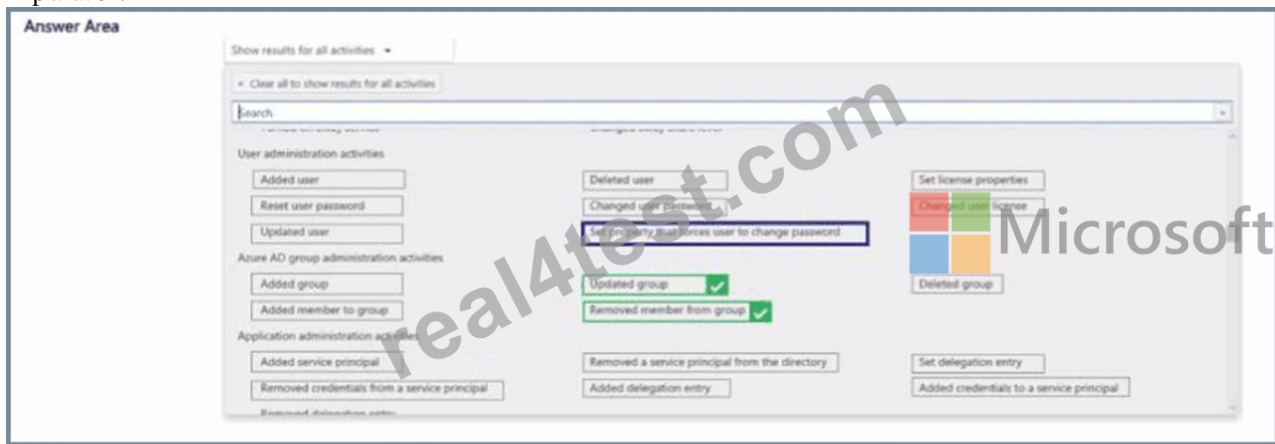 Answer Area
Show results for all activities
× Clear all to show results for all activities
Search
User administration activities
Added user Deleted user Set license properties
Reset user password Changed user password Changed user license
Updated user Set property that forces user to change password
Azure AD group administration activities
Added group Updated group Deleted group
Added member to group Removed member from group
Application administration activities
Added service principal Removed a service principal from the directory Set delegation entry
Removed credentials from a service principal Added delegation entry Added credentials to a service principal
Removed delegation entry
real4test.com
Microsoft